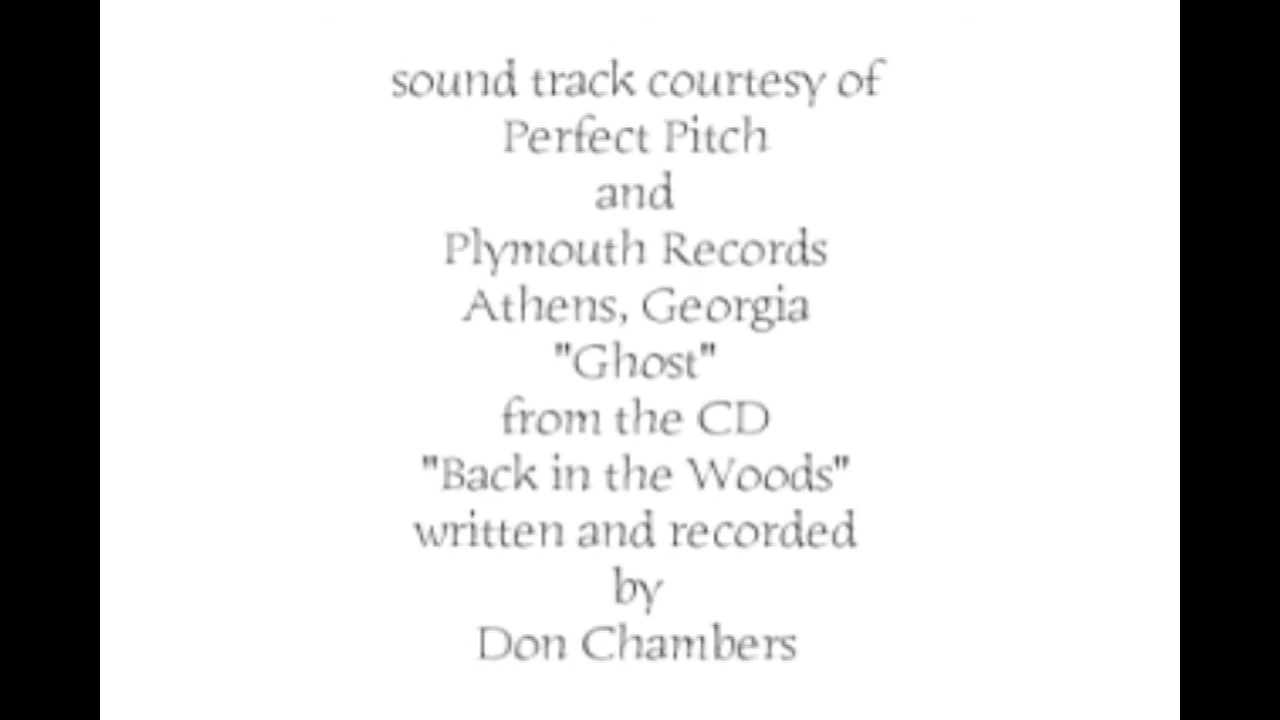 sound track courtesy of
Perfect Pitch
and
Plymouth Records
Athens, Georgia
"Ghost"
from the CD
"Back in the Woods"
written and recorded
by
Don Chambers